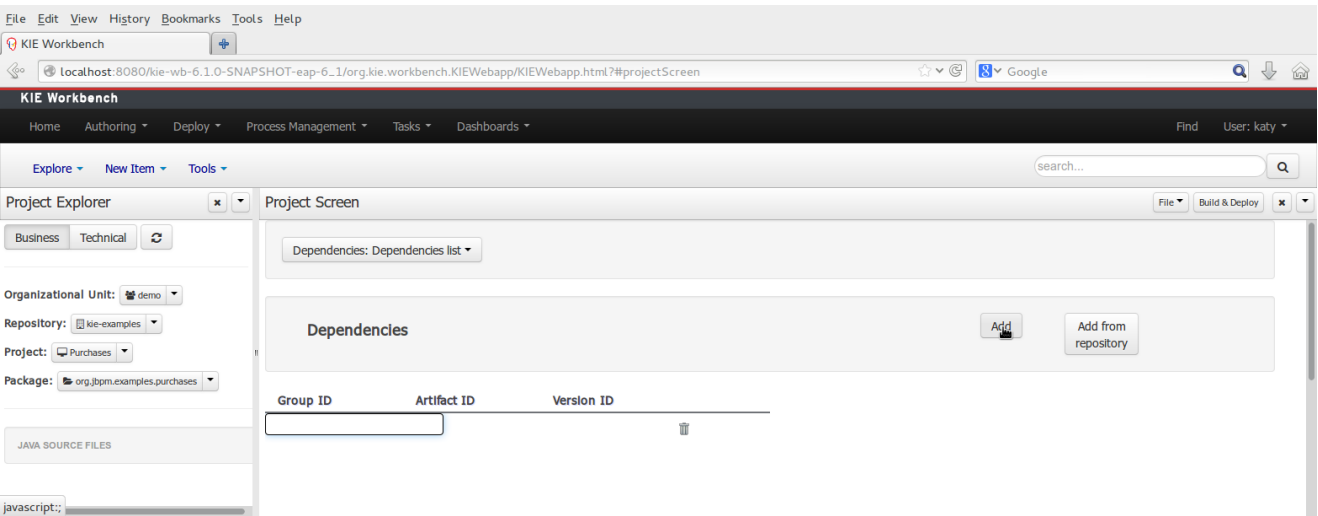 File Edit View History Bookmarks Tools Help
KIE Workbench
localhost:8080/kie-wb-6.1.0-SNAPSHOT-eap-6_1/org.kie.workbench.KIEWebapp/KIEWebapp.html?#projectScreen
Google
KIE Workbench
Home Authoring Deploy Process Management Tasks Dashboards Find User: katy
Explore New Item Tools search...
Project Explorer
Project Screen File Build & Deploy
Business Technical
Dependencies: Dependencies list
Organizational Unit: demo
Repository: kie-examples
Project: Purchases
Package: org.jbpm.examples.purchases
JAVA SOURCE FILES
Dependencies
Add
Add from
repository
Group ID Artifact ID Version ID
javascript:;